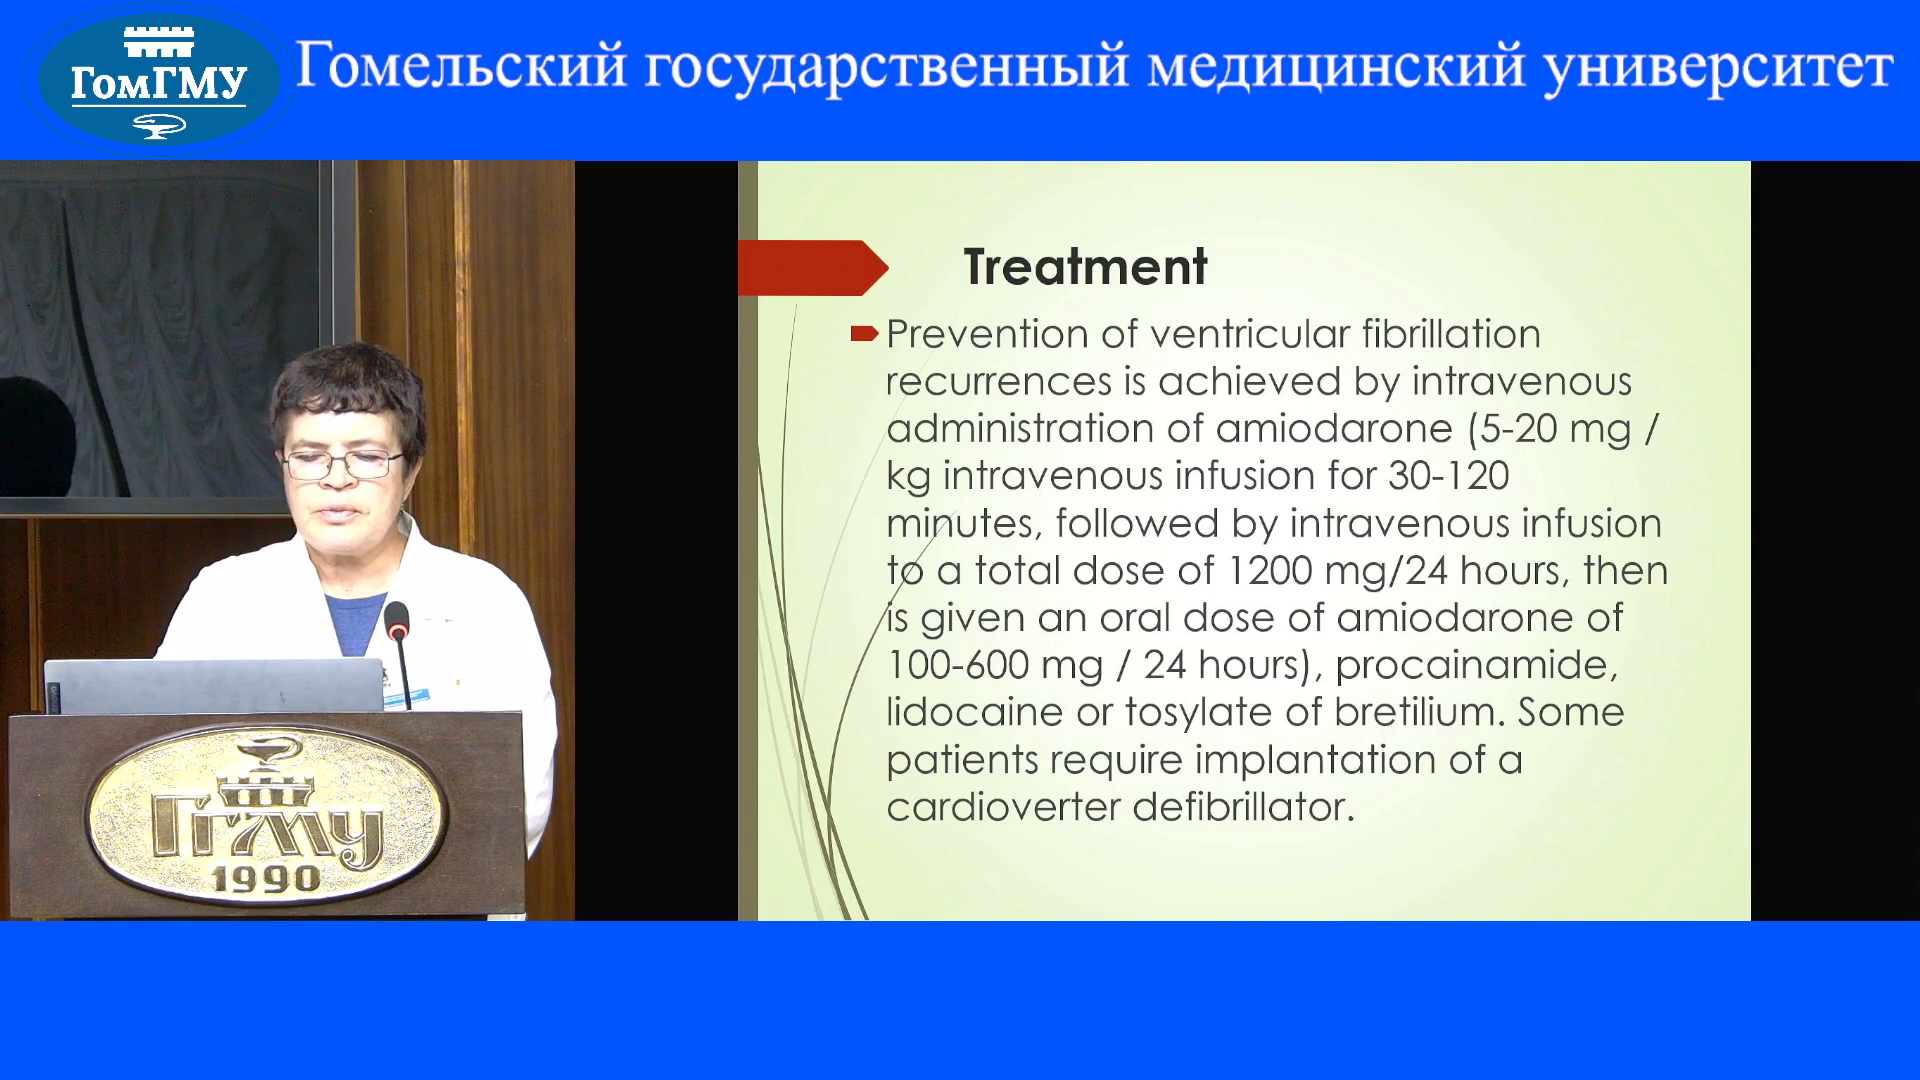 ГомГМУ
Гомельский государственный медицинский университет
Treatment
Prevention of ventricular fibrillation
recurrences is achieved by intravenous
administration of amiodarone (5-20 mg /
kg intravenous infusion for 30-120
minutes, followed by intravenous infusion
to a total dose of 1200 mg/24 hours, then
is given an oral dose of amiodarone of
100-600 mg / 24 hours), procainamide,
lidocaine or tosylate of bretilium. Some
patients require implantation of a
cardioverter defibrillator.
ГГМУ
1990